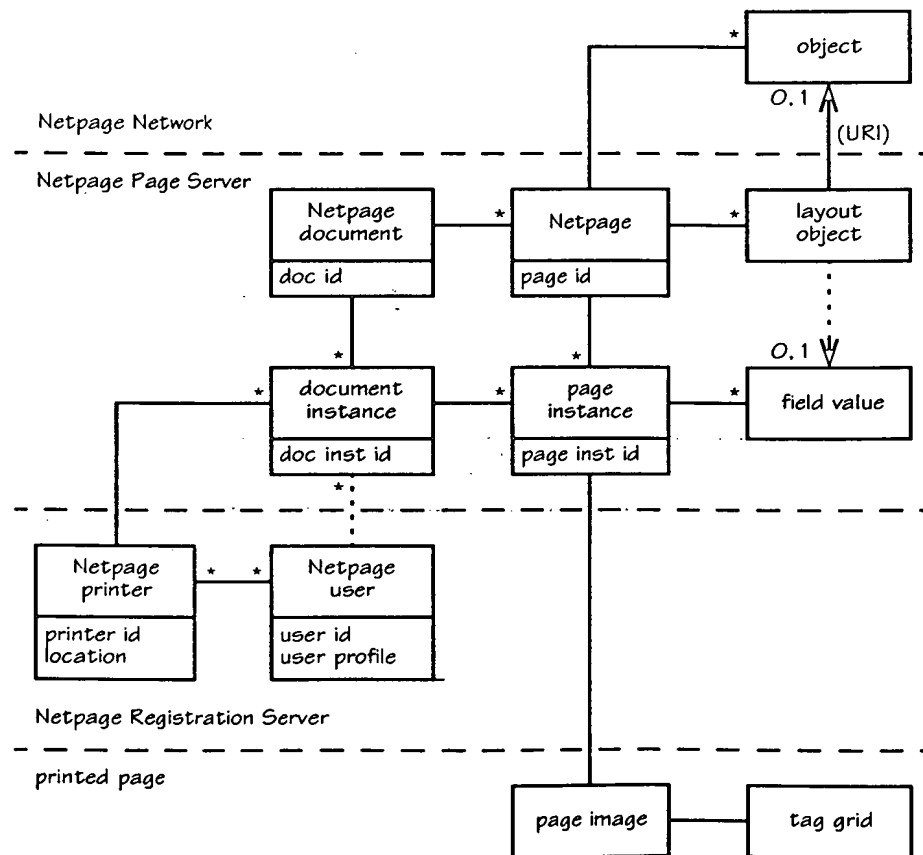 *
object
0.1
(URI)
Netpage Network
Netpage Page Server
Netpage
document
doc id
*
Netpage
page id
*
layout
object
*
*
0.1
*
document
instance
doc inst id
*
page
instance
page inst id
*
field value
*
Netpage
printer
printer id
location
* *
Netpage
user
user id
user profile
Netpage Registration Server
printed page
page image
tag grid